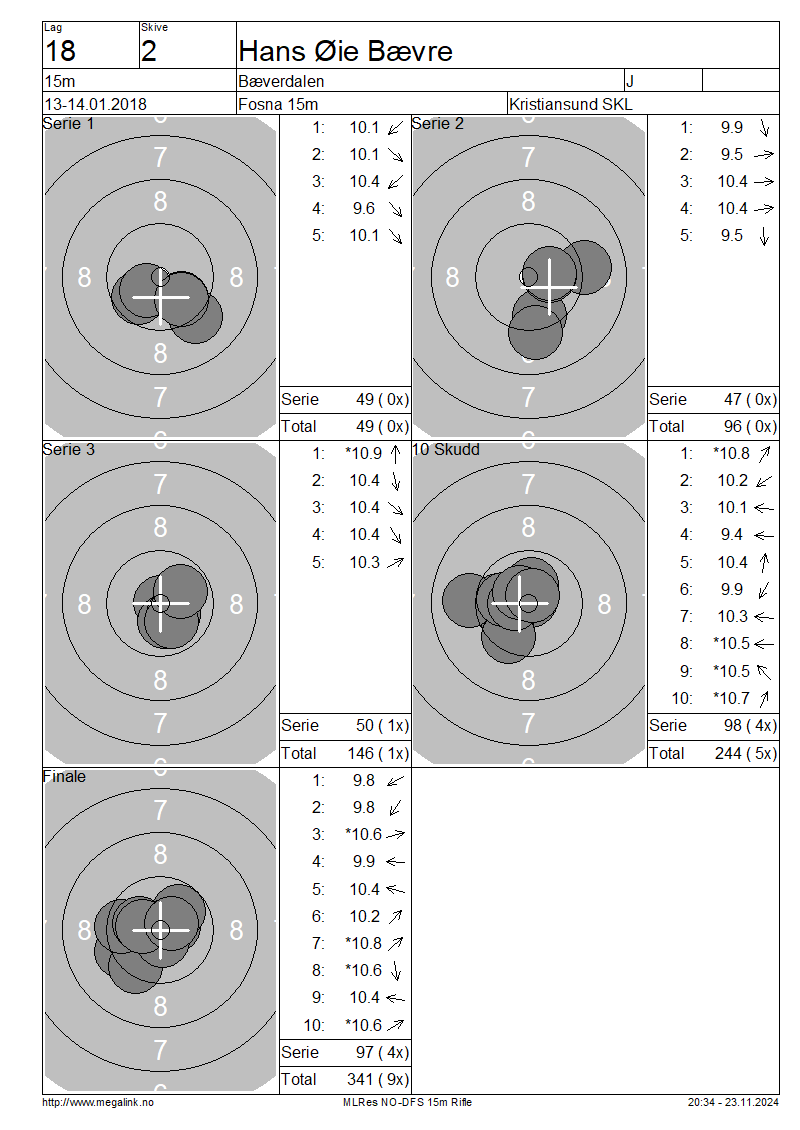 Lag Skive
18 2 Hans Øie Bævre
15m Bæverdalen J
13-14.01.2018 Fosna 15m Kristiansund SKL
Serie 1
7
8
8 8
8
7
1: 10.1
2: 10.1
3: 10.4
4: 9.6
5: 10.1
Serie 49 ( 0x)
Total 49 ( 0x)
Serie 2
7
8
8
7
1: 9.9
2: 9.5
3: 10.4
4: 10.4
5: 9.5
Serie 47 ( 0x)
Total 96 ( 0x)
Serie 3
7
8
8 8
8
7
1: *10.9
2: 10.4
3: 10.4
4: 10.4
5: 10.3
Serie 50 ( 1x)
Total 146 ( 1x)
10 Skudd
7
8
8
8
7
1: *10.8
2: 10.2
3: 10.1
4: 9.4
5: 10.4
6: 9.9
7: 10.3
8: *10.5
9: *10.5
10: *10.7
Serie 98 ( 4x)
Total 244 ( 5x)
Finale
7
8
8 8
8
7
1: 9.8
2: 9.8
3: *10.6
4: 9.9
5: 10.4
6: 10.2
7: *10.8
8: *10.6
9: 10.4
10: *10.6
Serie 97 ( 4x)
Total 341 ( 9x)
http://www.megalink.no MLRes NO-DFS 15m Rifle 20:34 - 23.11.2024